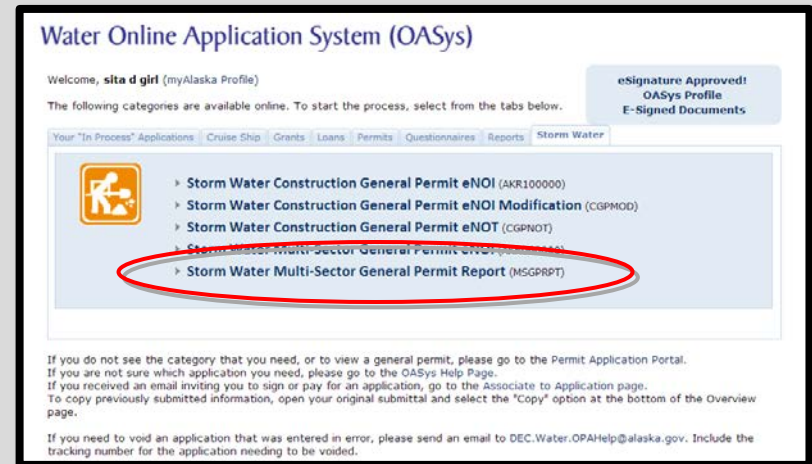 Water Online Application System (OASys)
Welcome, sita d girl (myAlaska Profile)
The following categories are available online. To start the process, select from the tabs below.
eSignature Approved!
OASys Profile
E-Signed Documents
Your "In Process" Applications Cruise Ship Grants Loans Permits Questionnaires Reports Storm Water
Storm Water Construction General Permit eNOI (AKR100000)
Storm Water Construction General Permit eNOI Modification (CGPMOD)
Storm Water Construction General Permit eNOT (CGPNOT)
Storm Water Multi-Sector General Permit eNOI
Storm Water Multi-Sector General Permit Report (MSGPRPT)
If you do not see the category that you need, or to view a general permit, please go to the Permit Application Portal.
If you are not sure which application you need, please go to the OASys Help Page.
If you received an email inviting you to sign or pay for an application, go to the Associate to Application page.
To copy previously submitted information, open your original submittal and select the "Copy" option at the bottom of the Overview
page.
If you need to void an application that was entered in error, please send an email to DEC.Water.OPAHelp@alaska.gov. Include the
tracking number for the application needing to be voided.